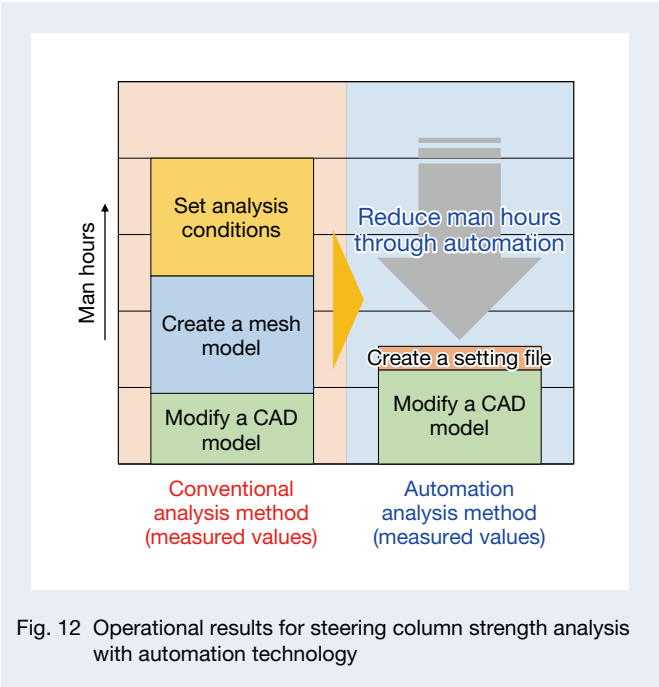 Man hours
Set analysis
conditions
Create a mesh
model
Modify a CAD
model
Reduce man hours
through automation
Create a setting file
Modify a CAD
model
Conventional
analysis method
(measured values)
Automation
analysis method
(measured values)
Fig. 12 Operational results for steering column strength analysis
with automation technology